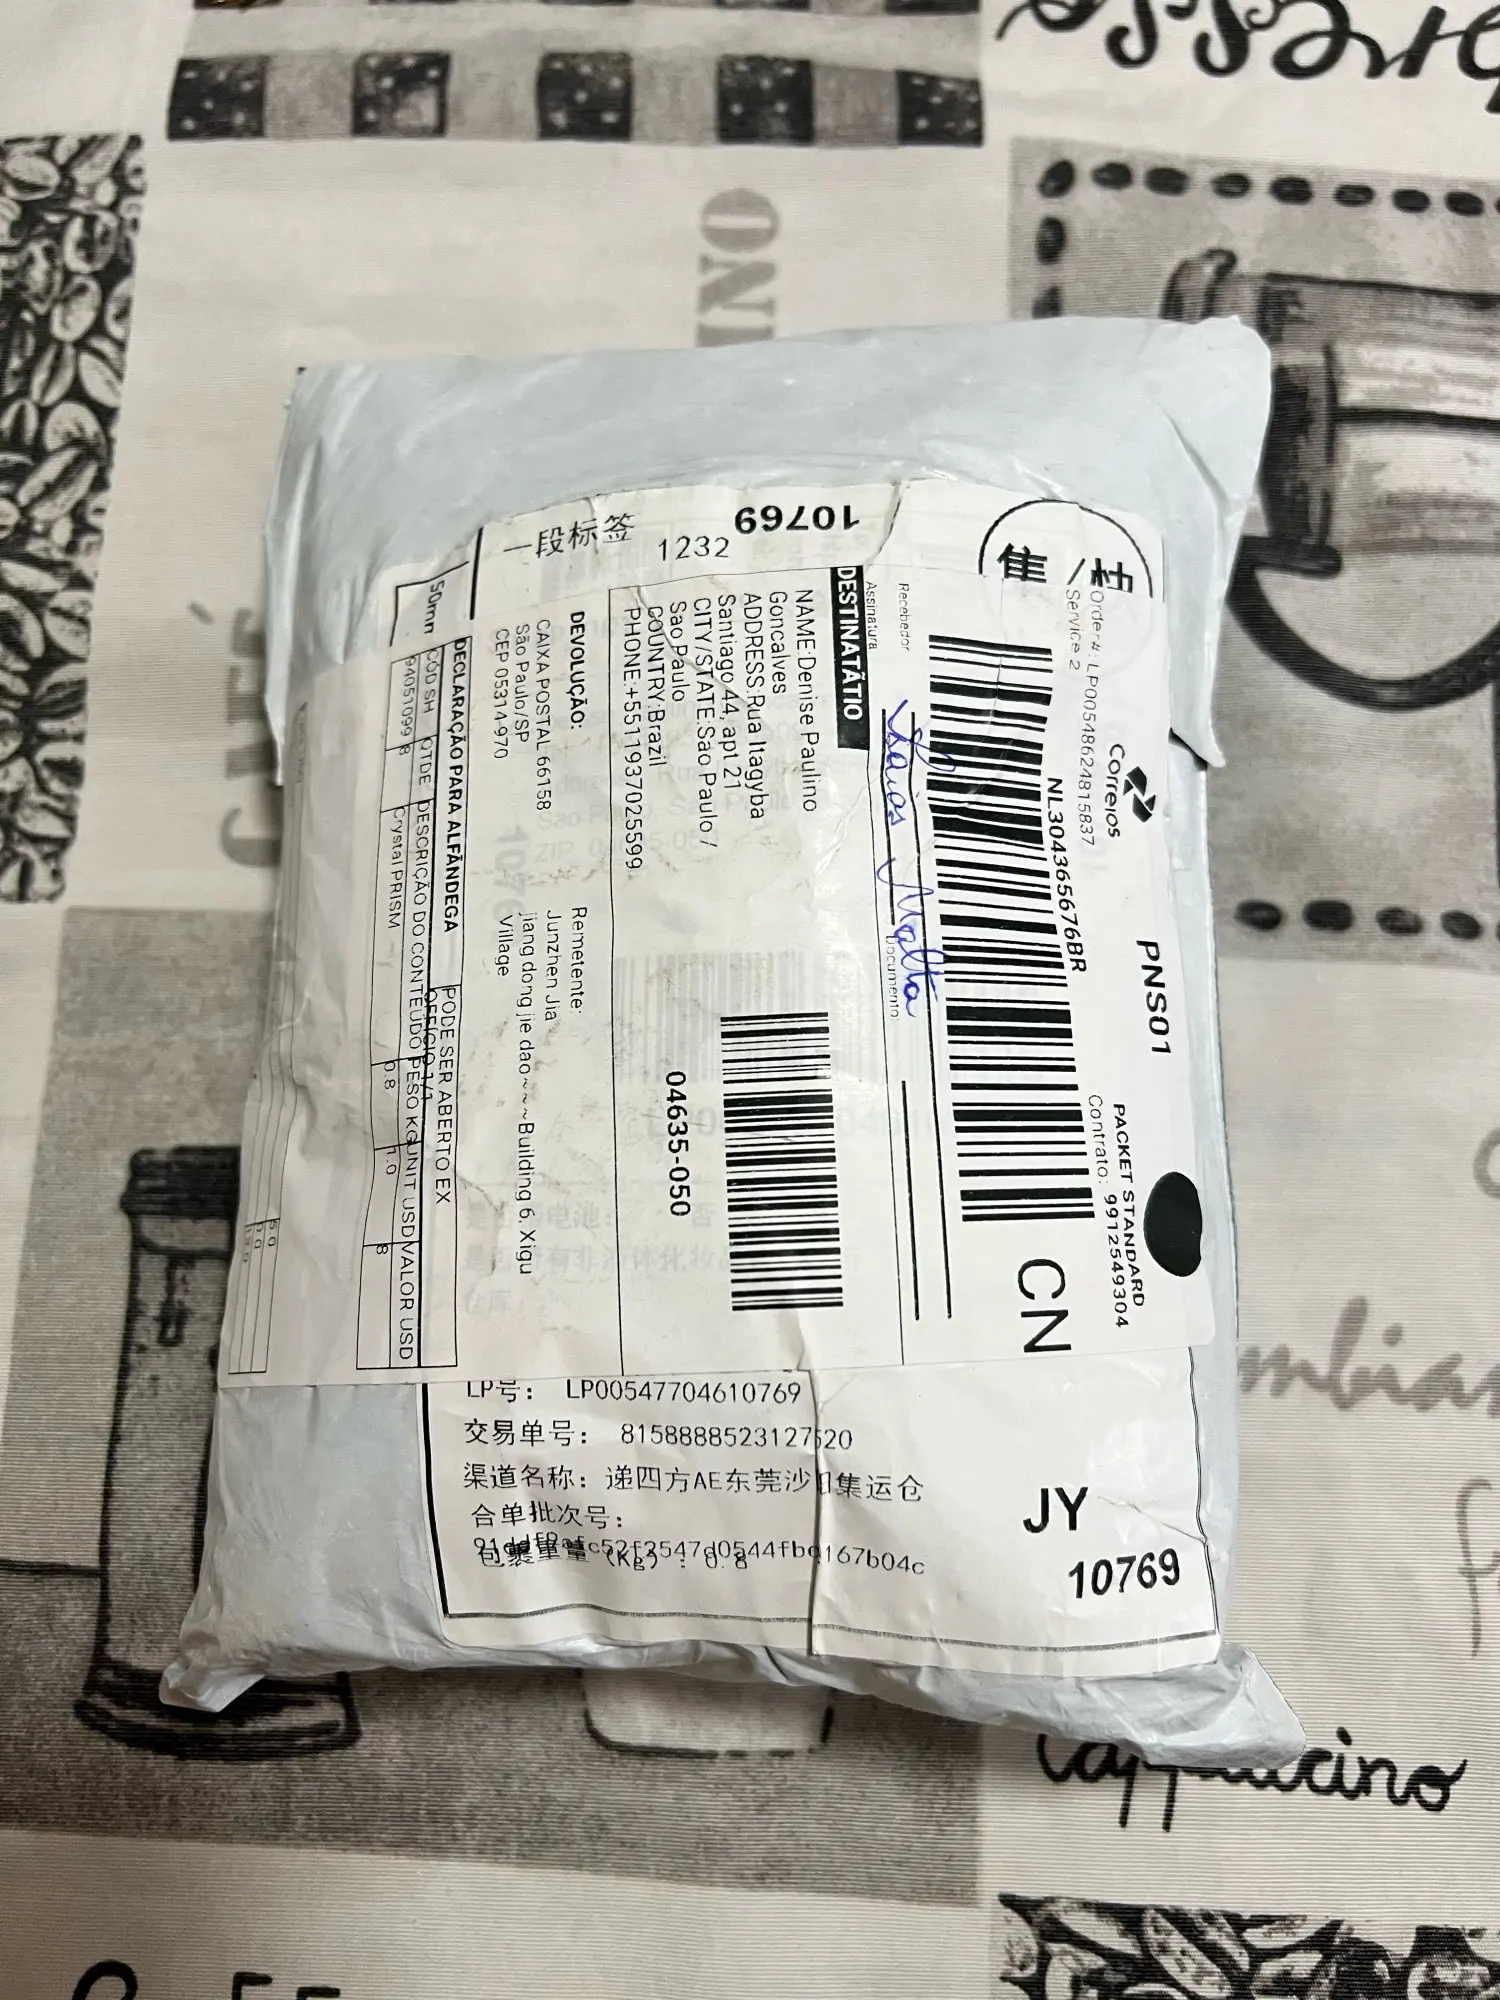 一段标签
1232
10769
集
Correios
PNS01
Order#: LP00548624815837
Service 2
PACKET STANDARD
Contrato: 9912549304
NL304365676BR
CN
Recebedor
Assinatura
Documento:
DESTINATÁTIO
NAME:Denise Paulino
Goncalves
ADDRESS:Rua Itagyba
Santiago 44, apt 21
CITY/STATE:Sao Paulo /
Sao Paulo
COUNTRY:Brazil
PHONE:+5511937025599
04635-050
DEVOLUÇÃO:
CAIXA POSTAL 66158
São Paulo/SP
CEP 05314-970
Remetente:
Junzhen Jia
jiang dong jie dao~~~Building 6, Xigu
Village
DECLARAÇÃO PARA ALFÂNDEGA
PODE SER ABERTO EX
OFFÍCIO 1/1
CÓD SH QTDE DESCRIÇÃO DO CONTEÚDO PESO KG UNIT USD VALOR USD
94051099 8 Crystal PRISM 0.8 1.0 8
50mm
LP号： LP00547704610769
交易单号： 8158888523127520
渠道名称：递四方AE东莞沙田集运仓
合单批次号：
包裹重量 (Kg) : 0.8
JY
10769
Cappuccino